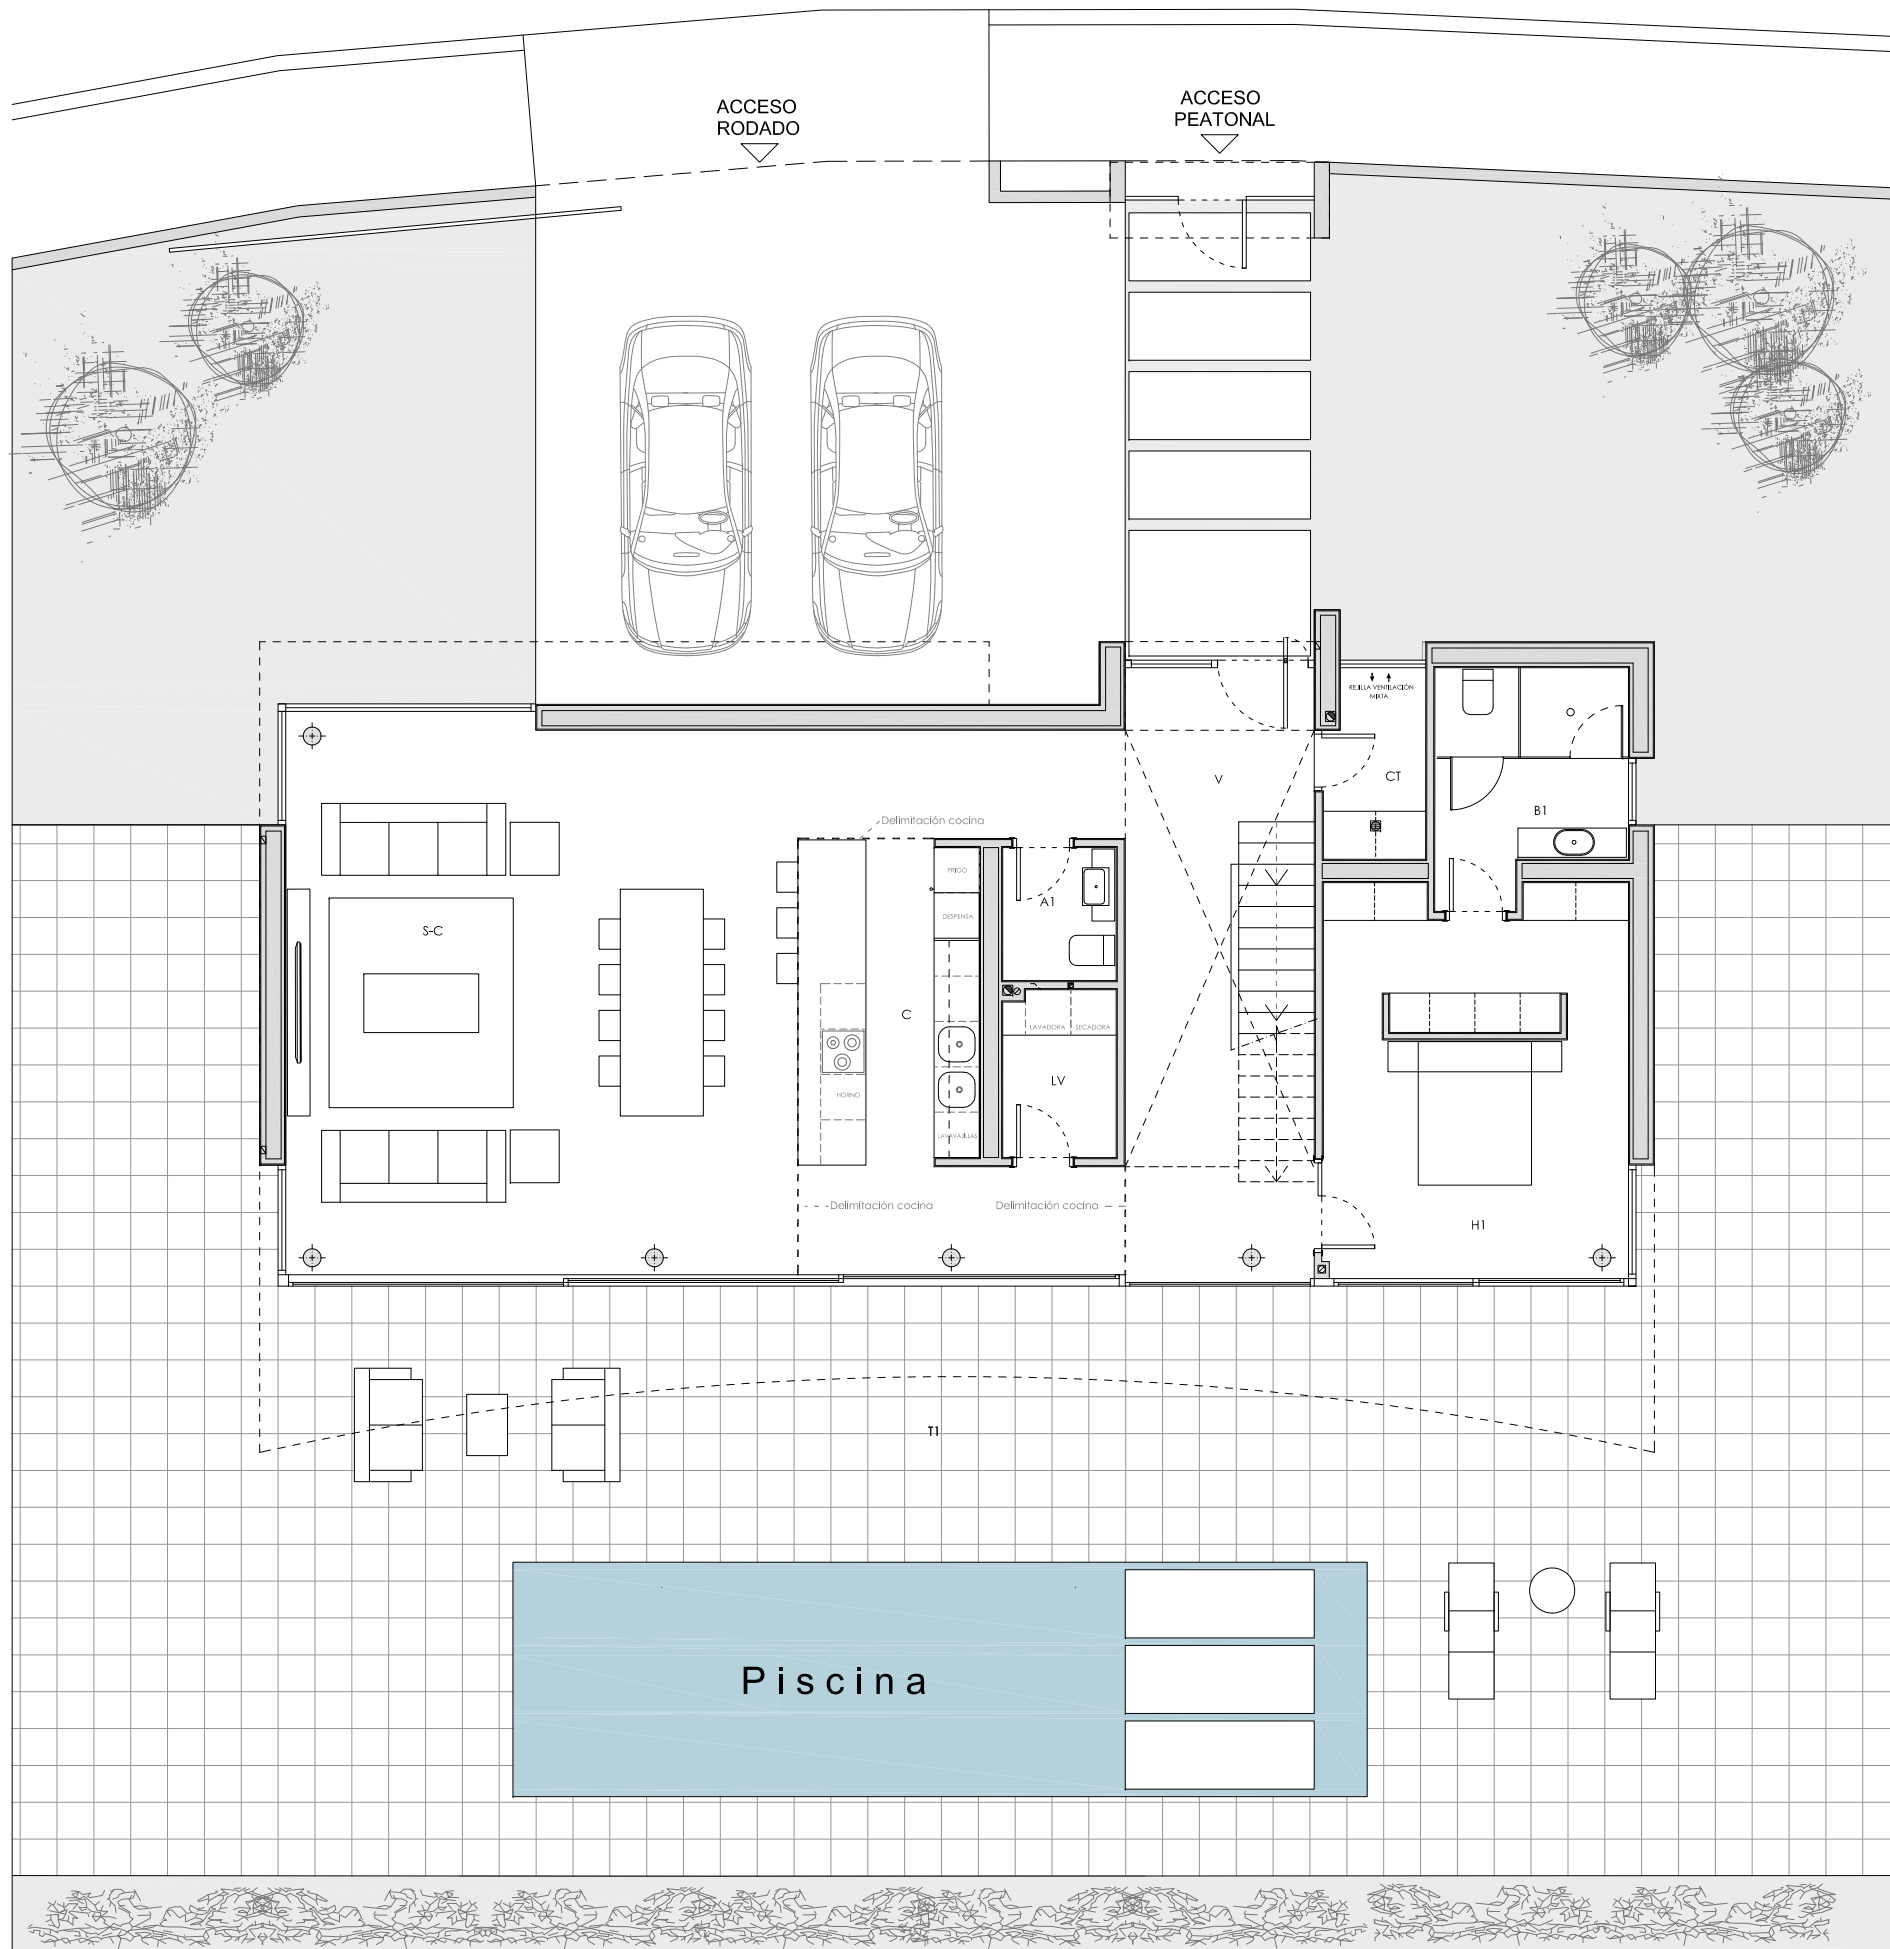 ACCESO
RODADO
ACCESO
PEATONAL
REJILLA VENTILACIÓN
MIXTA
V
CT
B1
Delimitación cocina
FRIGO
A1
DESPENSA
S-C
C
LAVADORA
SECADORA
LV
HORNO
LAVAVAJILLAS
Delimitación cocina
Delimitación cocina
H1
T1
Piscina